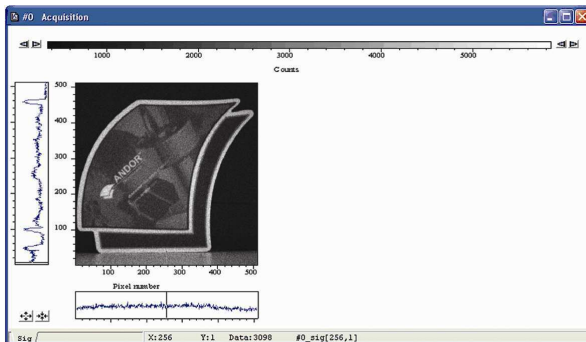 #0 Acquisition
1000 2000 3000 4000 5000
Counts
500
400
300
200
100
ANDOR
100 200 300 400 500
Pixel number
Sig X:256 Y:1 Data:3098 #0_sig[256,1]